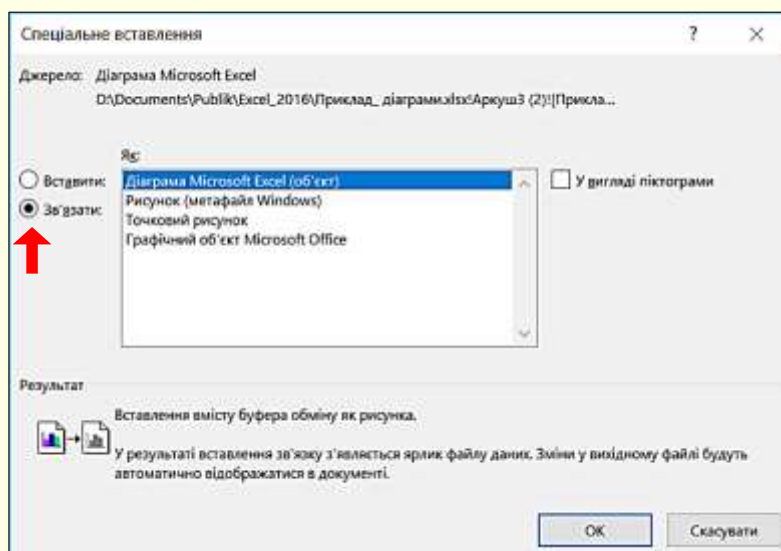 Спеціальне вставлення
?
Джерело: Діаграма Microsoft Excel
D:\Documents\Publik\Excel_2016\Приклад_ діаграми.xlsx!Аркуш3 (2)![Прикла...
Як:
Вставити:
Зв'язати:
Діаграма Microsoft Excel (об'єкт)
Рисунок (метафайл Windows)
Точковий рисунок
Графічний об'єкт Microsoft Office
У вигляді піктограми
Результат
Вставлення вмісту буфера обміну як рисунка.
У результаті вставлення зв'язку з'являється ярлик файлу даних. Зміни у вихідному файлі будуть
автоматично відображатися в документі.
ОК
Скасувати